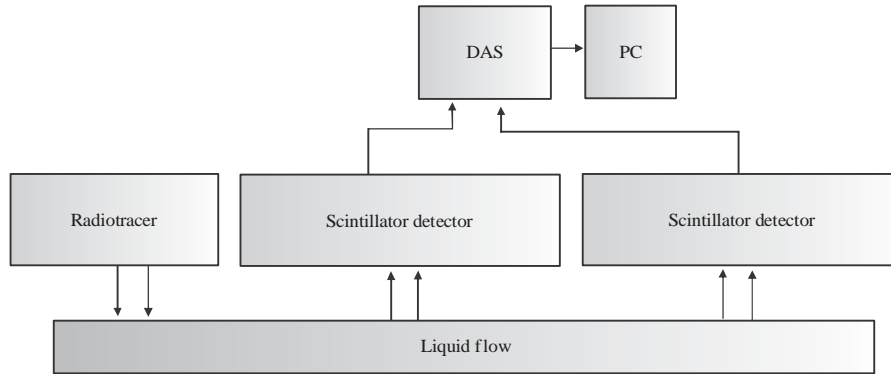 DAS
PC
Radiotracer
Scintillator detector
Scintillator detector
Liquid flow